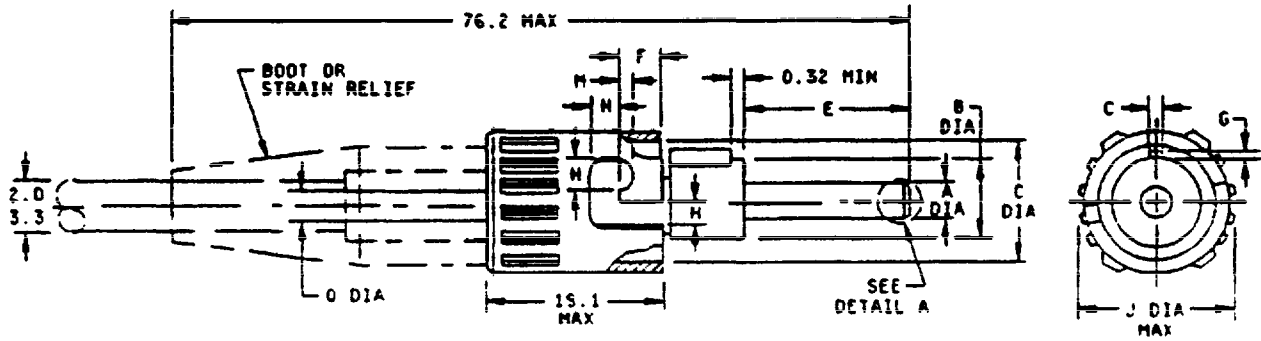 76.2 MAX
F
BOOT OR
STRAIN RELIEF
M
N
0.32 MIN
E
B
DIA
C
G
H
H
A
DIA
C
DIA
2.0
3.3
Q DIA
15.1
MAX
SEE
DETAIL A
J DIA
MAX